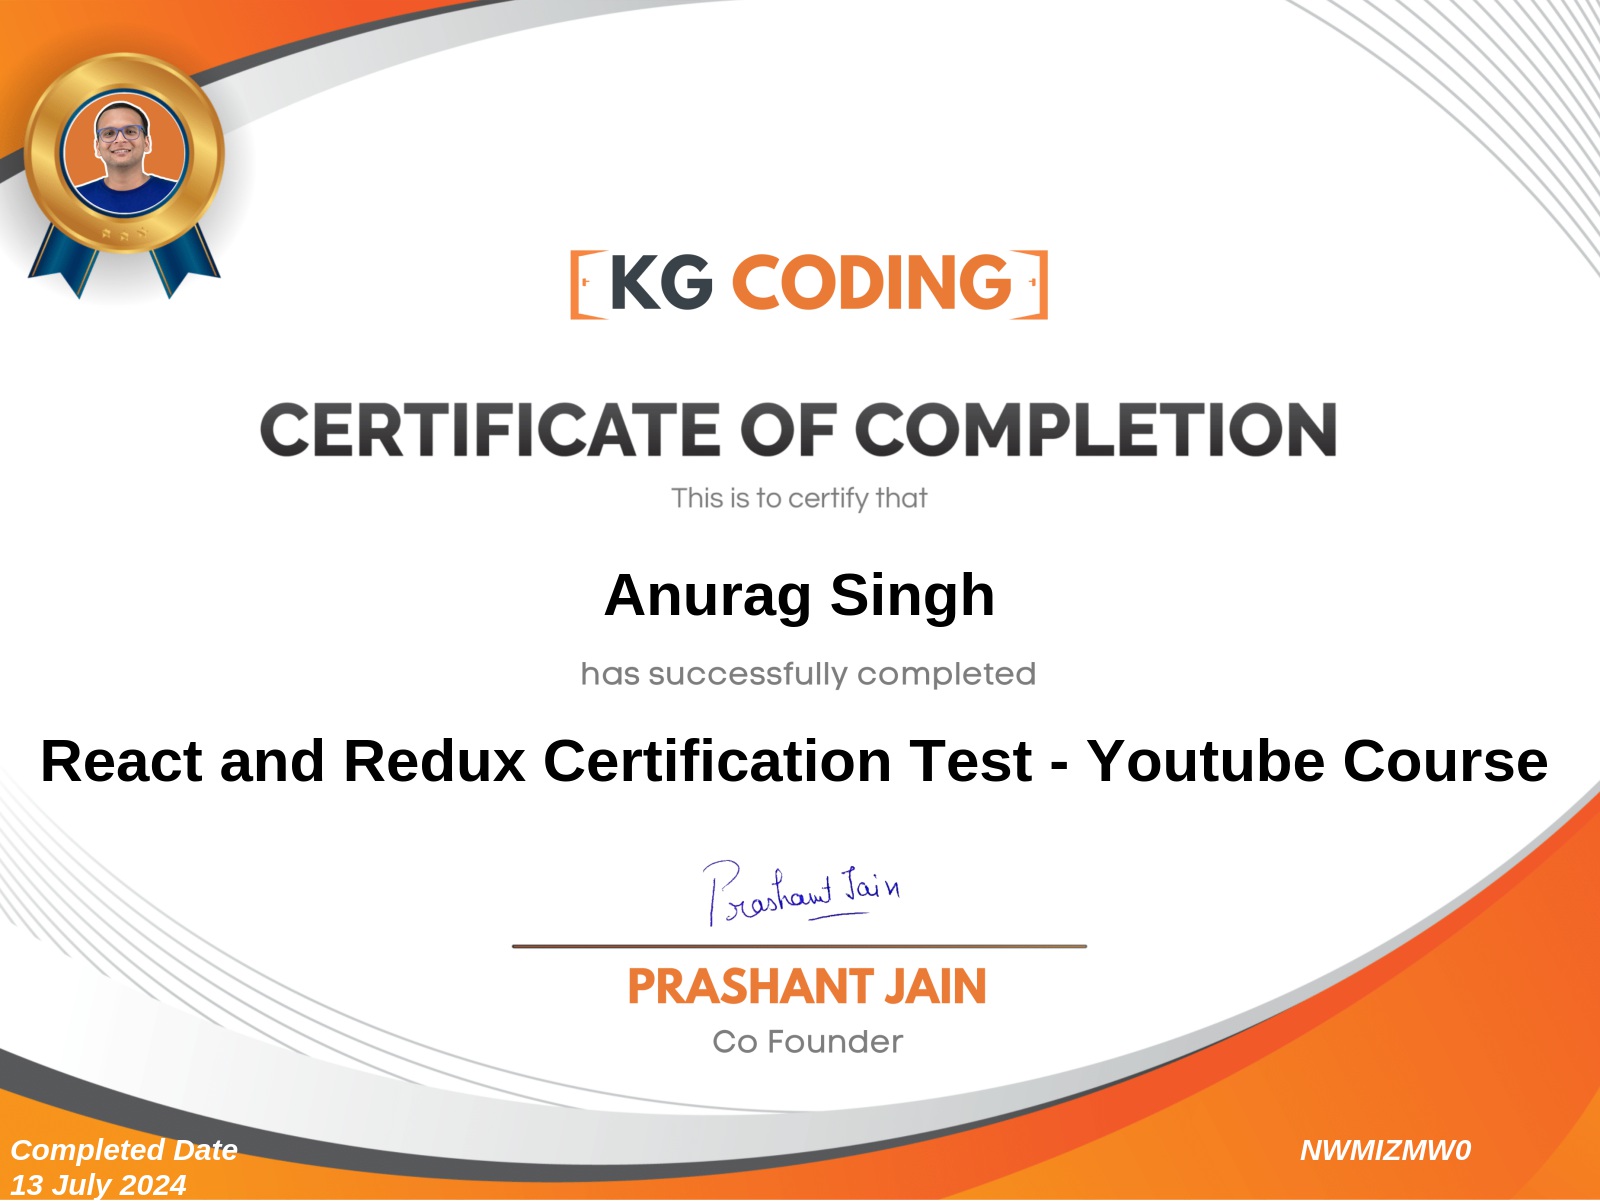 KG CODING
CERTIFICATE OF COMPLETION
This is to certify that
Anurag Singh
has successfully completed
React and Redux Certification Test - Youtube Course
Prashant Jain
PRASHANT JAIN
Co Founder
Completed Date
13 July 2024
NWMIZMW0